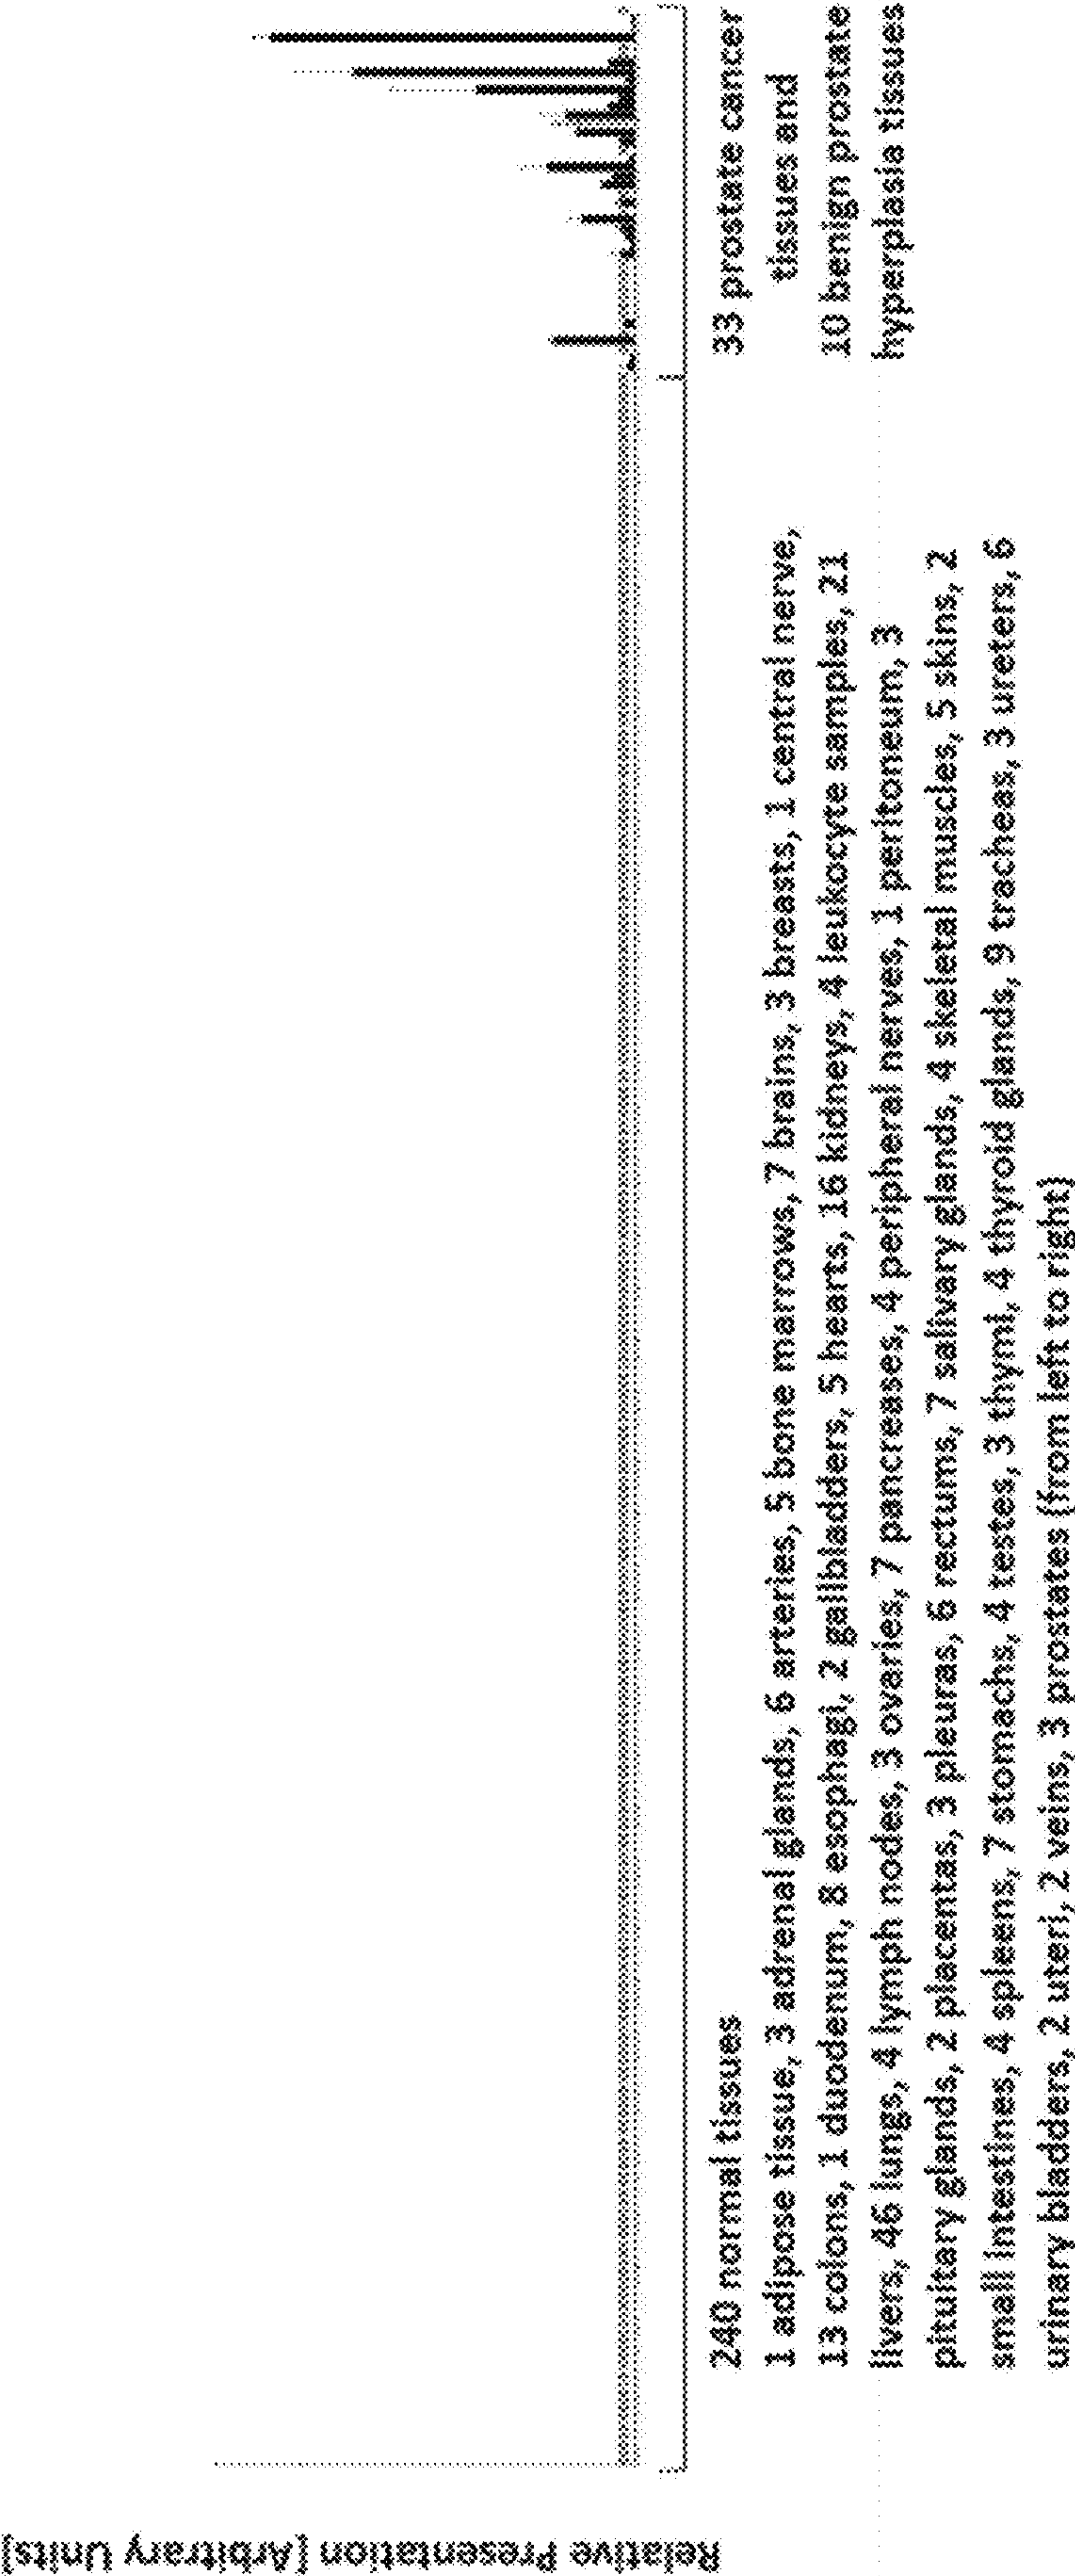 Relative Presentation [Arbitrary Units]
240 normal tissues
1 adipose tissue, 3 adrenal glands, 6 arteries, 5 bone marrows, 7 brains, 3 breasts, 1 central nerve,
13 colons, 1 duodenum, 8 esophagi, 2 gallbladders, 5 hearts, 16 kidneys, 4 leukocyte samples, 21
livers, 46 lungs, 4 lymph nodes, 3 ovaries, 7 pancreases, 4 peripheral nerves, 1 peritoneum, 3
pituitary glands, 2 placentas, 3 pleuras, 6 rectums, 7 salivary glands, 4 skeletal muscles, 5 skins, 2
small intestines, 4 spleens, 7 stomachs, 4 testes, 3 thymi, 4 thyroid glands, 9 tracheas, 3 ureters, 6
urinary bladders, 2 uteri, 2 veins, 3 prostates (from left to right)
33 prostate cancer
tissues and
10 benign prostate
hyperplasia tissues